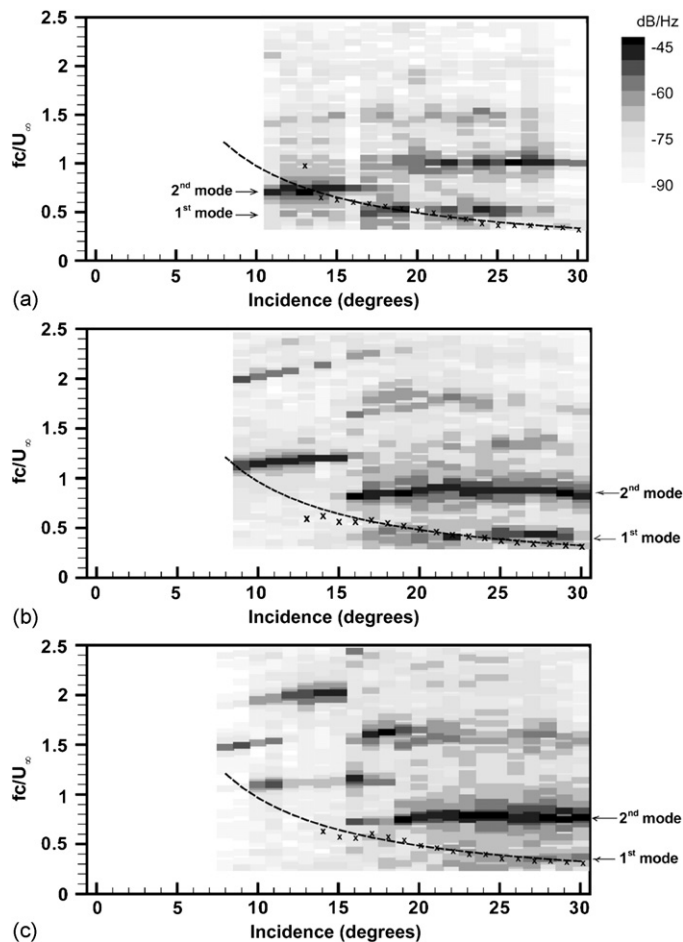 dB/Hz
2.5
2
1.5
1
0.5
0
fc/U∞
2nd mode
1st mode
-45
-60
-75
-90
0 5 10 15 20 25 30
Incidence (degrees)
(a)
2.5
2
1.5
1
0.5
0
fc/U∞
2nd mode
1st mode
0 5 10 15 20 25 30
Incidence (degrees)
(b)
2.5
2
1.5
1
0.5
0
fc/U∞
2nd mode
1st mode
0 5 10 15 20 25 30
Incidence (degrees)
(c)